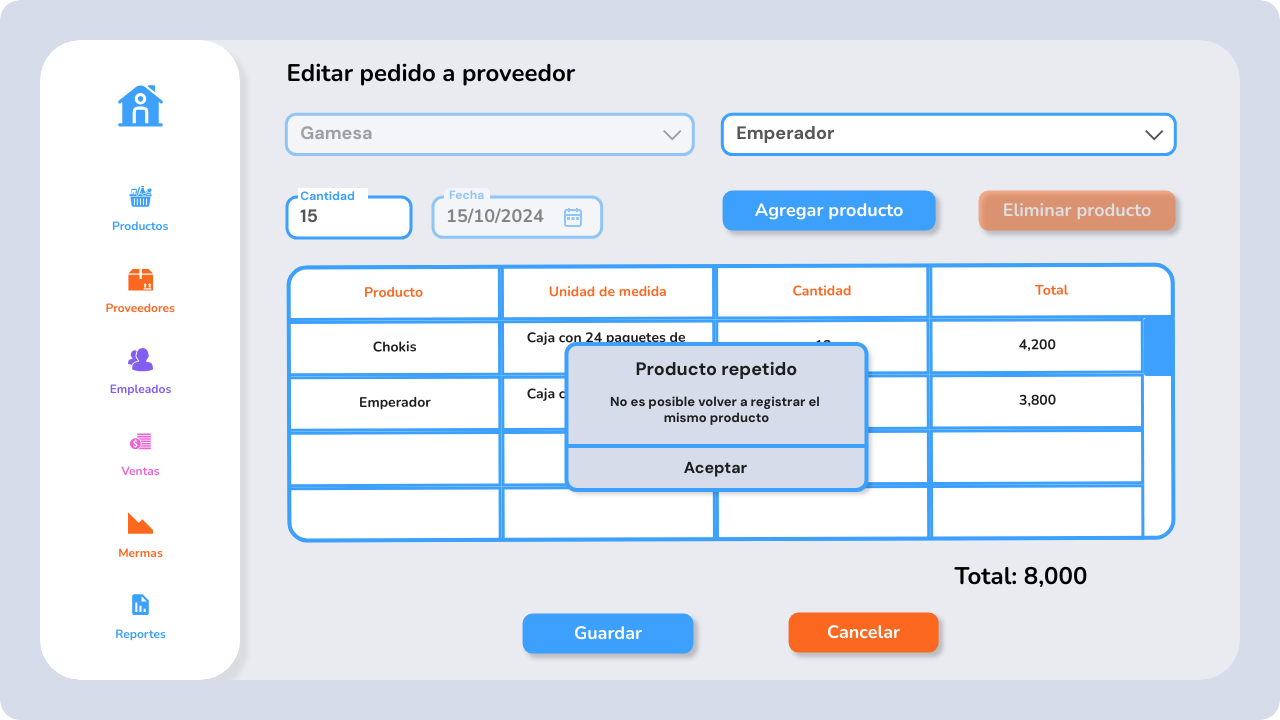 Editar pedido a proveedor
Gamesa
Emperador
Cantidad
15
Fecha
15/10/2024
Agregar producto
Eliminar producto
Productos
Proveedores
Empleados
Ventas
Mermas
Reportes
Producto
Unidad de medida
Cantidad
Total
Chokis
Caja con 24 paquetes de
4,200
Emperador
Caja
3,800
Producto repetido
No es posible volver a registrar el
mismo producto
Aceptar
Total: 8,000
Guardar
Cancelar